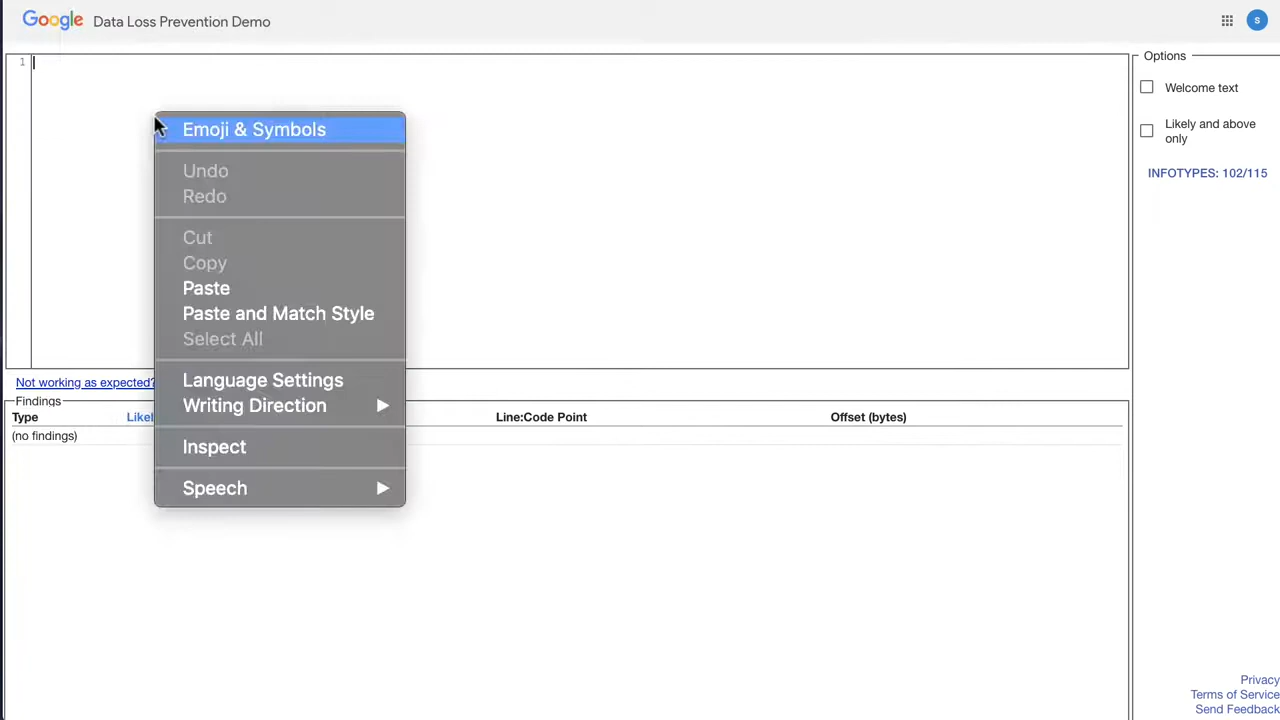 Google Data Loss Prevention Demo
S
1
Options
Welcome text
Likely and above
only
INFOTYPES: 102/115
Emoji & Symbols
Undo
Redo
Cut
Copy
Paste
Paste and Match Style
Select All
Language Settings
Writing Direction
Inspect
Speech
Not working as expected?
Findings
Type Likel Line:Code Point Offset (bytes)
(no findings)
Privacy
Terms of Service
Send Feedback